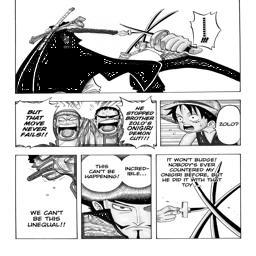 !!!!!!!!
ZOLO?
HE
STOPPED
BROTHER
ZOLO'S
ONIGIRI
DEMON
CUT!!!
BUT
THAT
MOVE
NEVER
FAILS!!
IT WON'T BUDGE!
NOBODY'S EVER
COUNTERED MY
ONIGIRI BEFORE, BUT
HE DID IT WITH THAT
TOY...
INCRED-
IBLE...
THIS
CAN'T BE
HAPPENING!
WE CAN'T
BE THIS
UNEQUAL!!